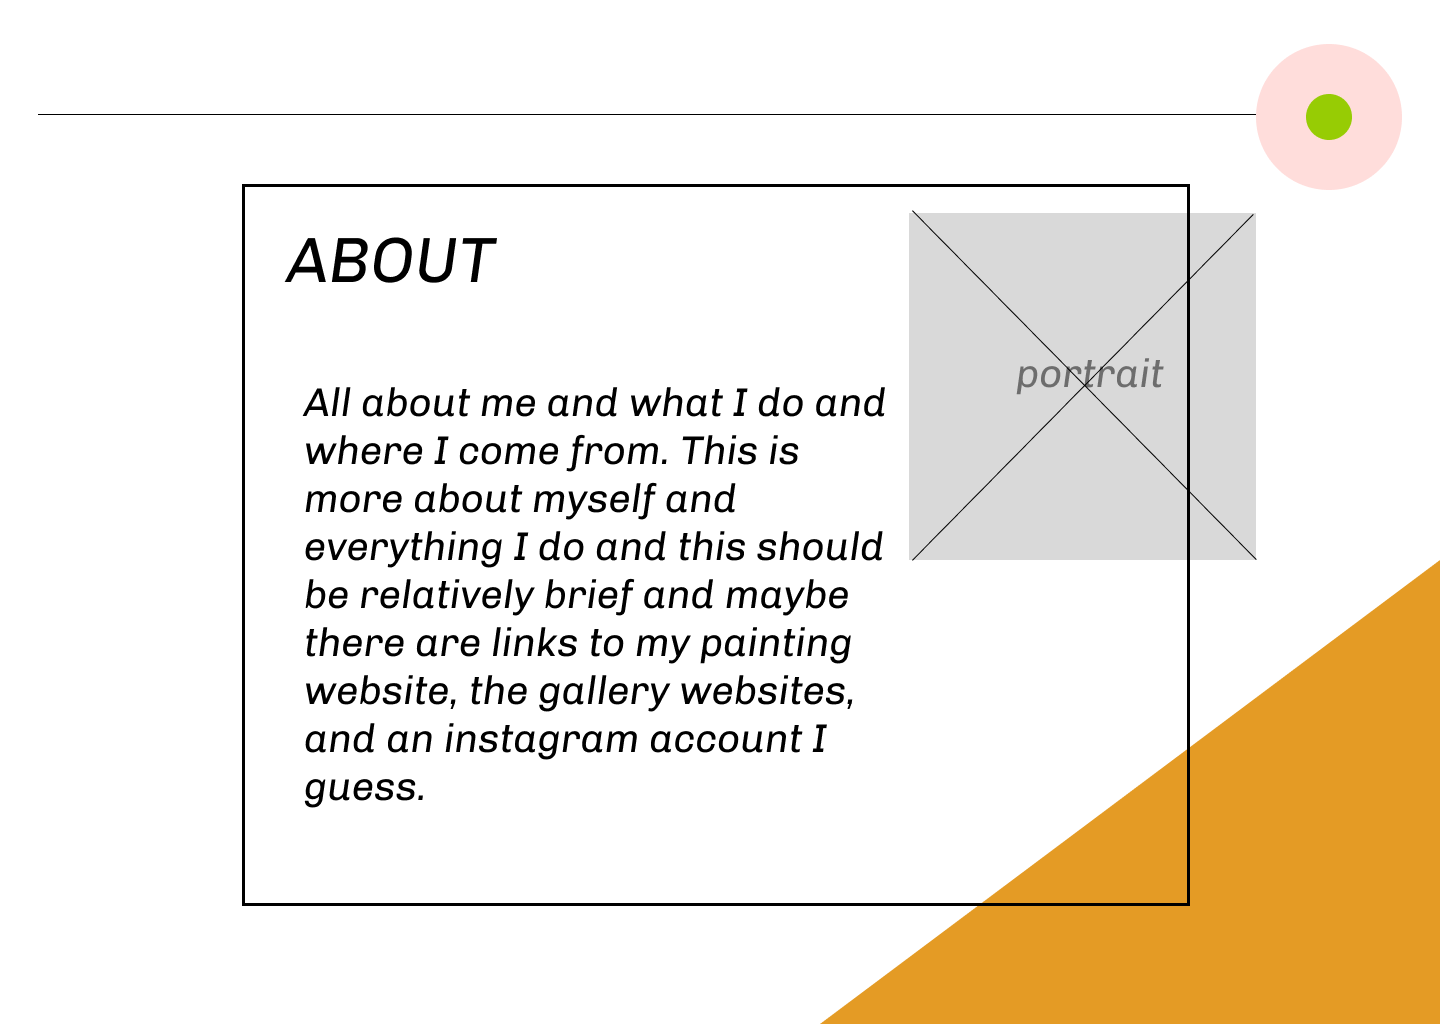 ABOUT
portrait
All about me and what I do and
where I come from. This is
more about myself and
everything I do and this should
be relatively brief and maybe
there are links to my painting
website, the gallery websites,
and an instagram account I
guess.